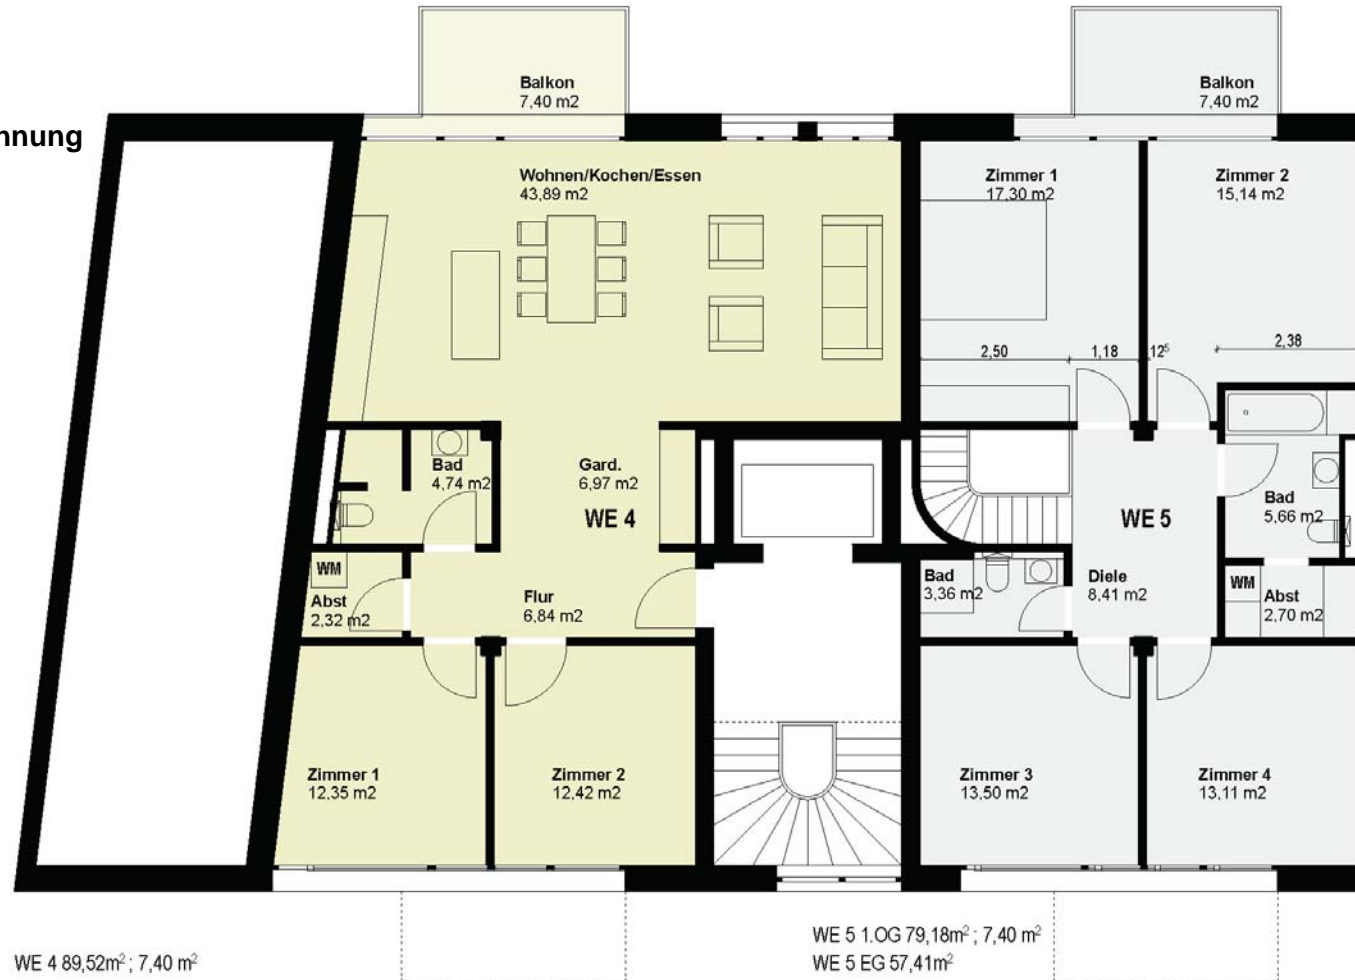 Balkon
7,40 m2
Balkon
7,40 m2
hnung
Wohnen/Kochen/Essen
43,89 m2
Zimmer 1
17,30 m2
Zimmer 2
15,14 m2
2,50
1,18
12⁵
2,38
Bad
4,74 m2
Gard.
6,97 m2
WE 4
WE 5
Bad
5,66 m2
WM
Abst
2,32 m2
Flur
6,84 m2
Bad
3,36 m2
Diele
8,41 m2
WM
Abst
2,70 m2
Zimmer 1
12,35 m2
Zimmer 2
12,42 m2
Zimmer 3
13,50 m2
Zimmer 4
13,11 m2
WE 4 89,52m²; 7,40 m²
WE 5 1.OG 79,18m²; 7,40 m²
WE 5 EG 57,41m²